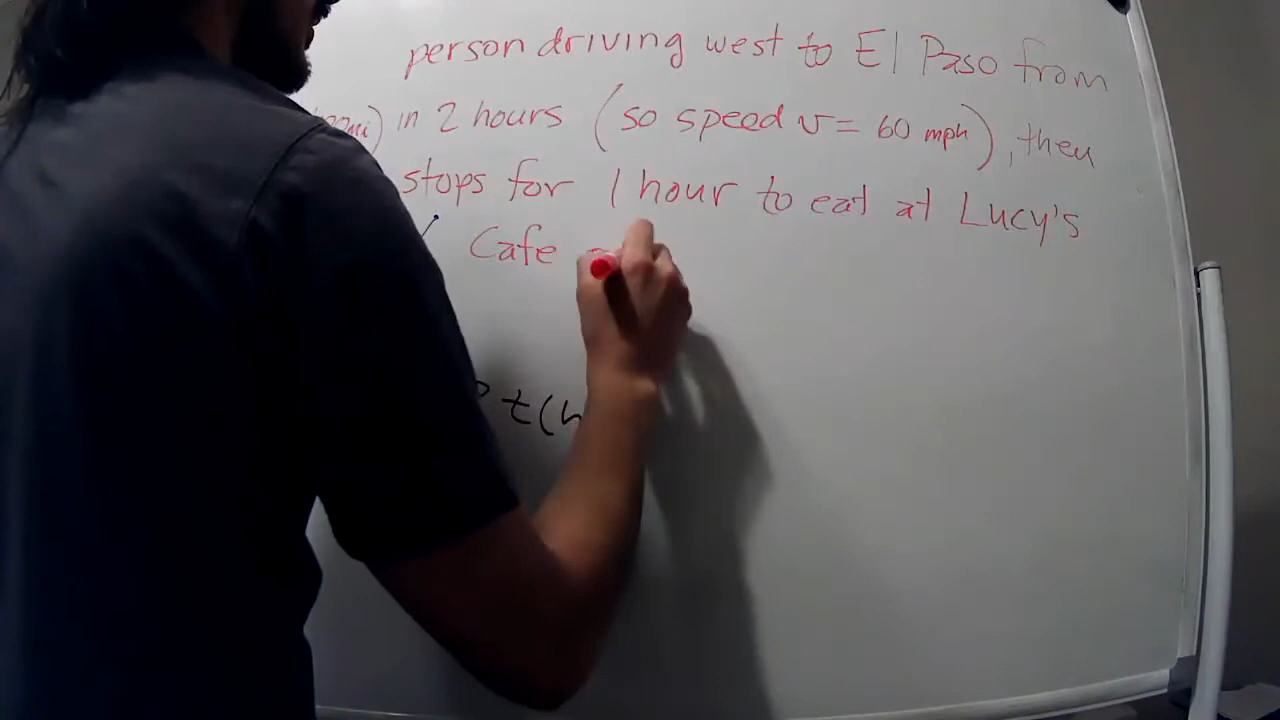 person driving west to El Paso from
in 2 hours (so speed v = 60 mph), then
stops for 1 hour to eat at Lucy's
Cafe
t(h